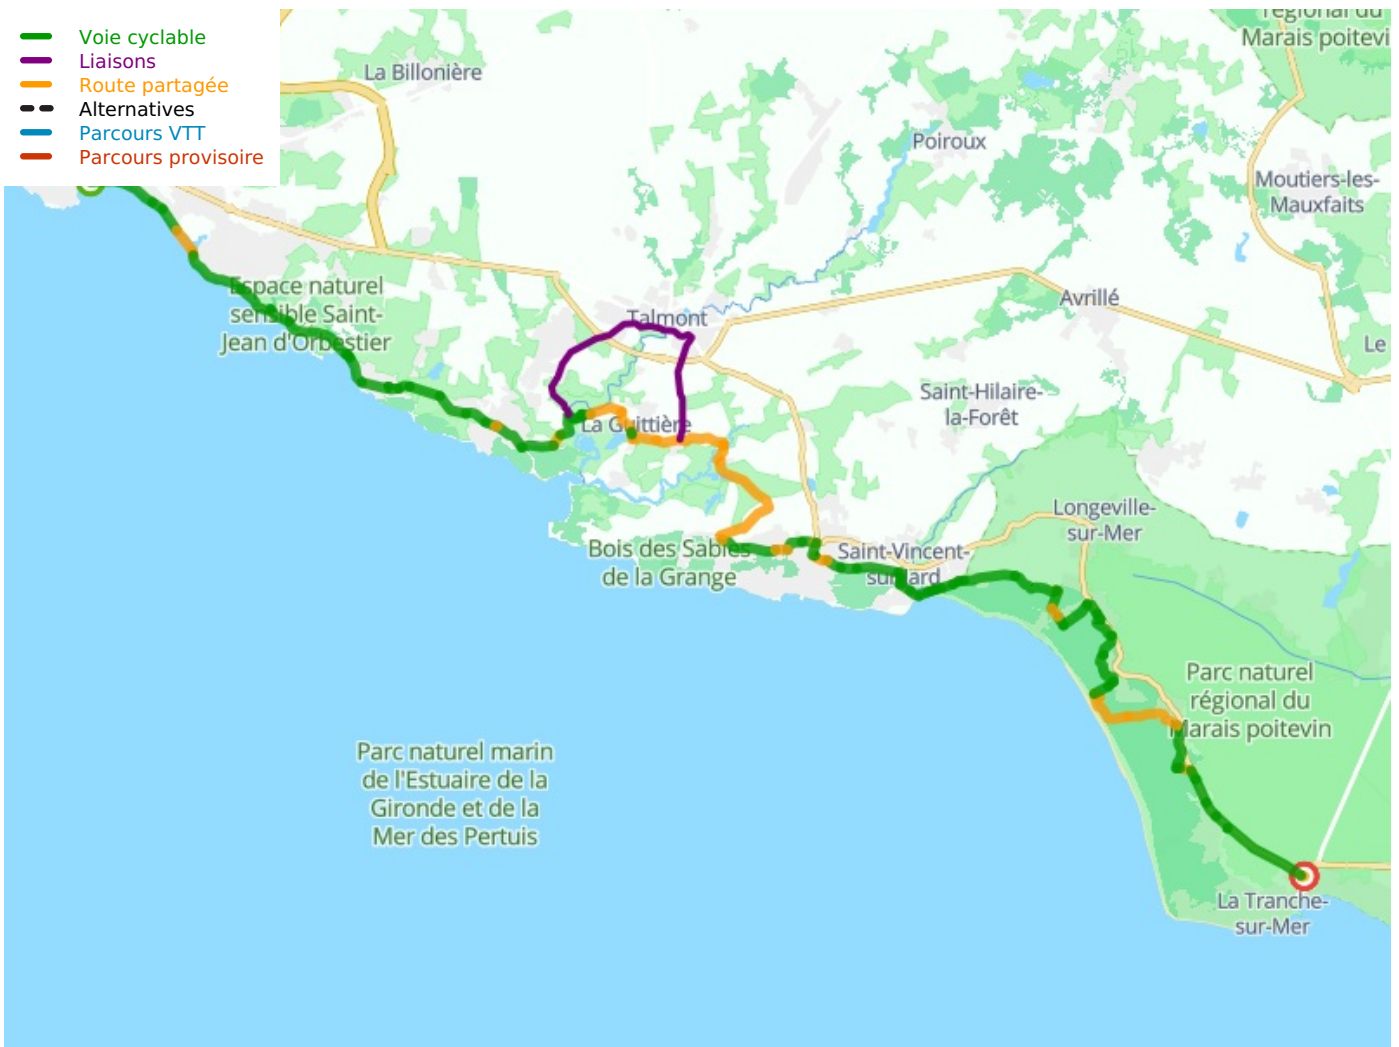 Voie cyclable
Liaisons
Route partagée
Alternatives
Parcours VTT
Parcours provisoire
régional du
Marais poitevi
La Billonière
Poiroux
Moutiers-les-
Mauxfaits
Espace naturel
sensible Saint-
Jean d'Orbestier
Talmont
Avrillé
Le
Saint-Hilaire-
la-Forêt
La Guittière
Longeville-
sur-Mer
Bois des Sables
de la Grange
Saint-Vincent-
sur-Jard
Parc naturel
régional du
Marais poitevin
Parc naturel marin
de l'Estuaire de la
Gironde et de la
Mer des Pertuis
La Tranche-
sur-Mer